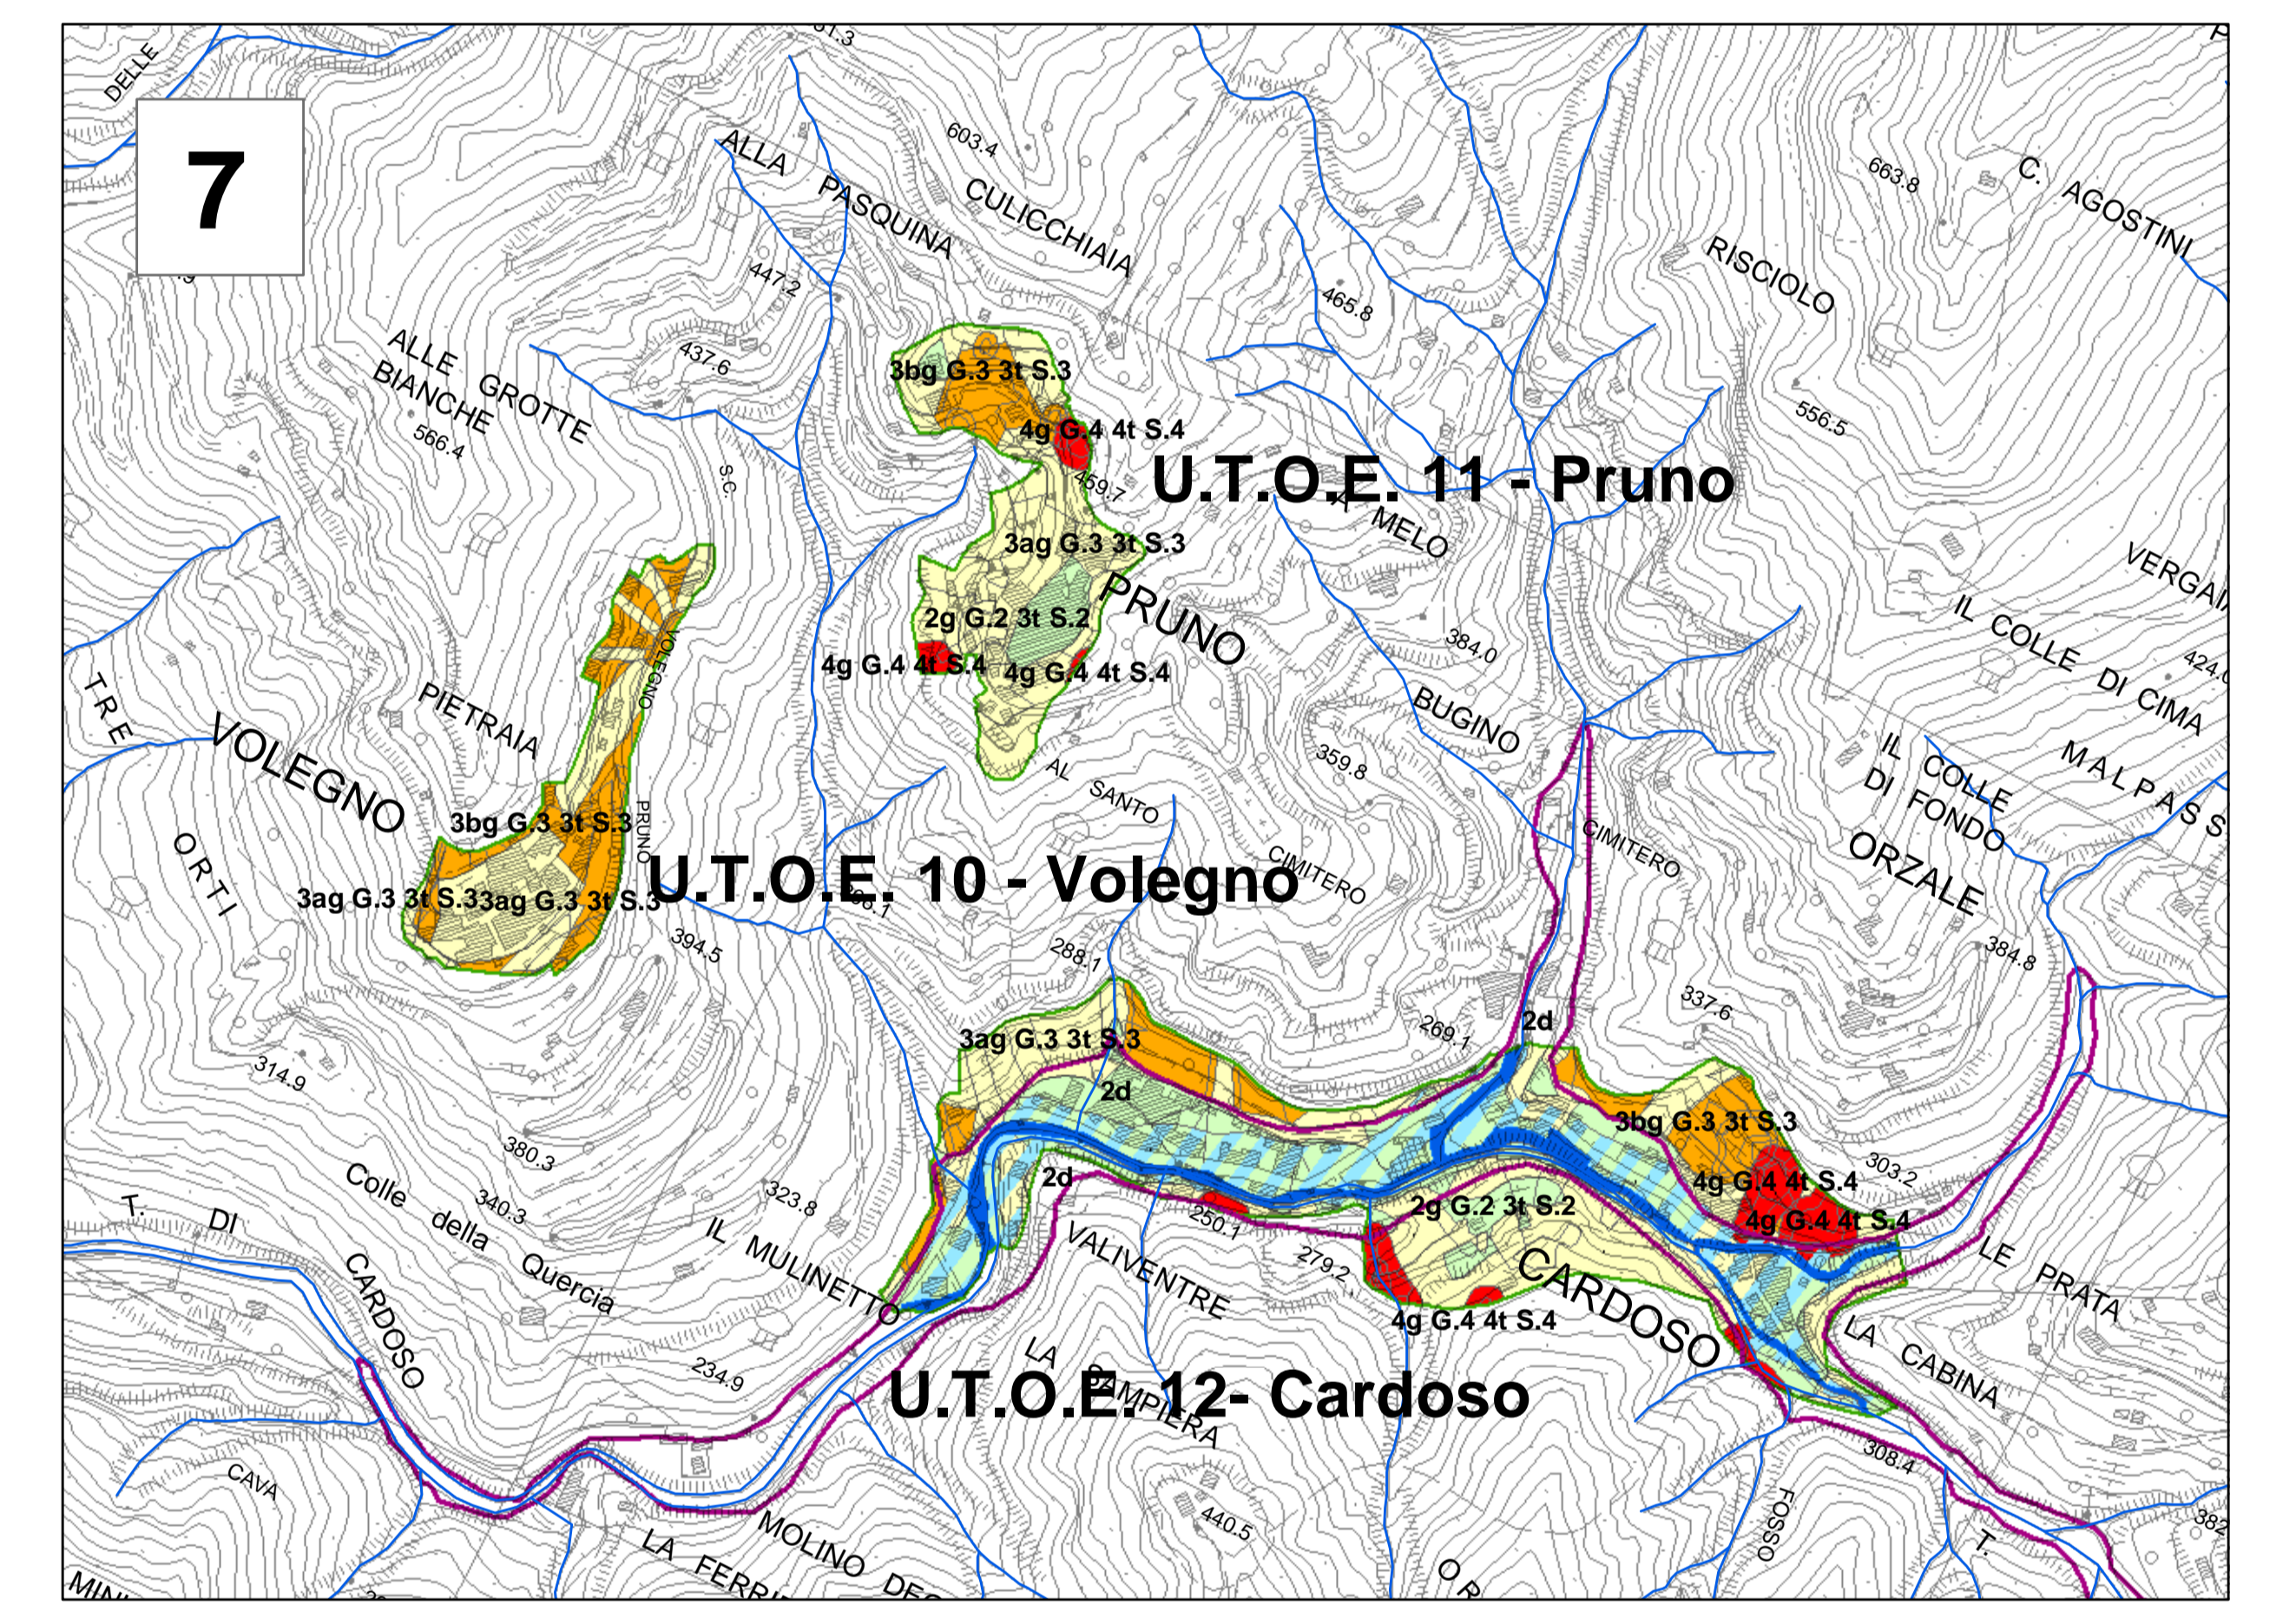 DELLE
51.3
7
ALLA PASQUINA
603.4
CULICCHIAIA
663.8
C. AGOSTINI
RISCIOLO
447.2
465.8
437.6
ALLE GROTTE
BIANCHE
566.4
556.5
3bg G.3 3t S.3
4g G.4 4t S.4
459.7
U.T.O.E. 11 - Pruno
S.C.
MELO
3ag G.3 3t S.3
PRUNO
2g G.2 3t S.2
4g G.4 4t S.4
4g G.4 4t S.4
384.0
VERGAI
IL COLLE DI CIMA
424.0
TRE
ORTI
VOLEGNO
PIETRAIA
VOLEGNO
PRUNO
BUGINO
359.8
AL SANTO
CIMITERO
CIMITERO
IL COLLE
DI FONDO
MALPASS
ORZALE
3bg G.3 3t S.3
3ag G.3 3t S.3
3ag G.3 3t S.3
U.T.O.E. 10 - Volegno
394.5
288.1
384.8
337.6
269.1
2d
3ag G.3 3t S.3
2d
314.9
380.3
340.3
323.8
2d
3bg G.3 3t S.3
4g G.4 4t S.4
303.2
4g G.4 4t S.4
2g G.2 3t S.2
250.1
279.2
T. DI CARDOSO
Colle della Quercia
IL MULINETTO
VALIVENTRE
CARDOSO
4g G.4 4t S.4
LE PRATA
LA CABINA
234.9
LA PAMPIERA
U.T.O.E. 12- Cardoso
308.4
CAVA
440.5
FOSSO
T.
382
MOLINO
LA
OR